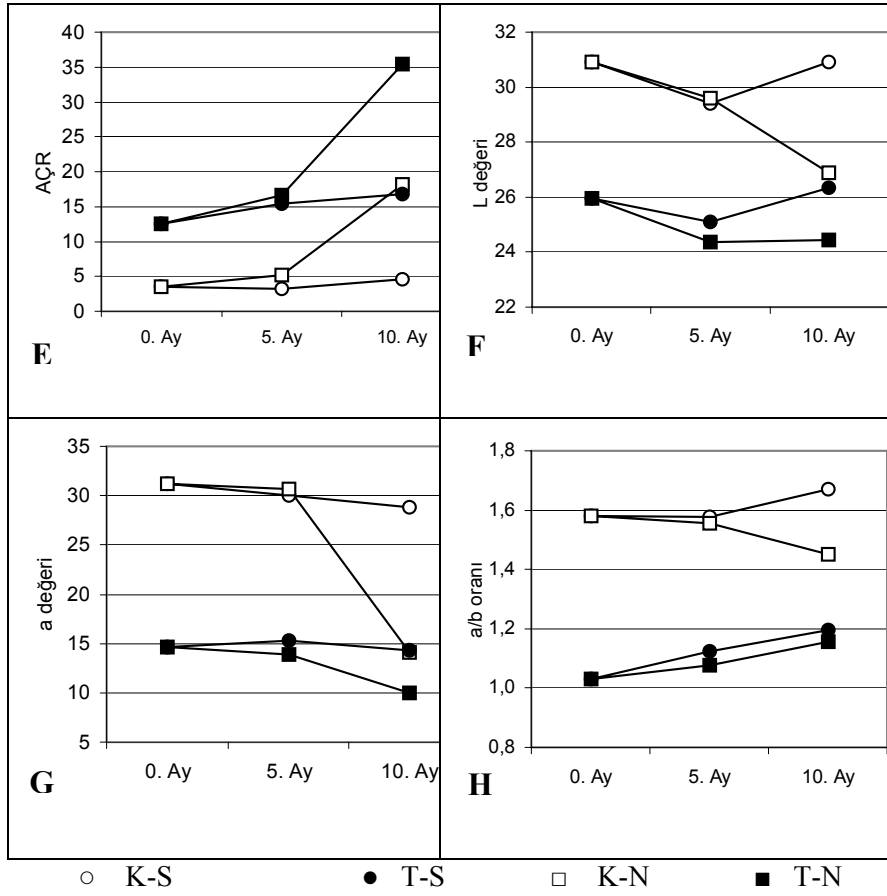 40
35
30
25
20
15
10
5
0
AÇR
0. Ay 5. Ay 10. Ay
E
32
30
28
26
24
22
L değeri
0. Ay 5. Ay 10. Ay
F
35
30
25
20
15
10
5
a değeri
0. Ay 5. Ay 10. Ay
G
1,8
1,6
1,4
1,2
1,0
0,8
a/b oranı
0. Ay 5. Ay 10. Ay
H
K-S T-S K-N T-N